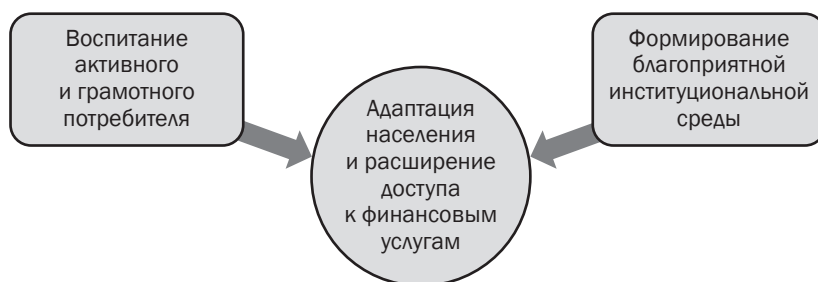 Воспитание
активного
и грамотного
потребителя
Адаптация
населения
и расширение
доступа
к финансовым
услугам
Формирование
благоприятной
институциональной
среды